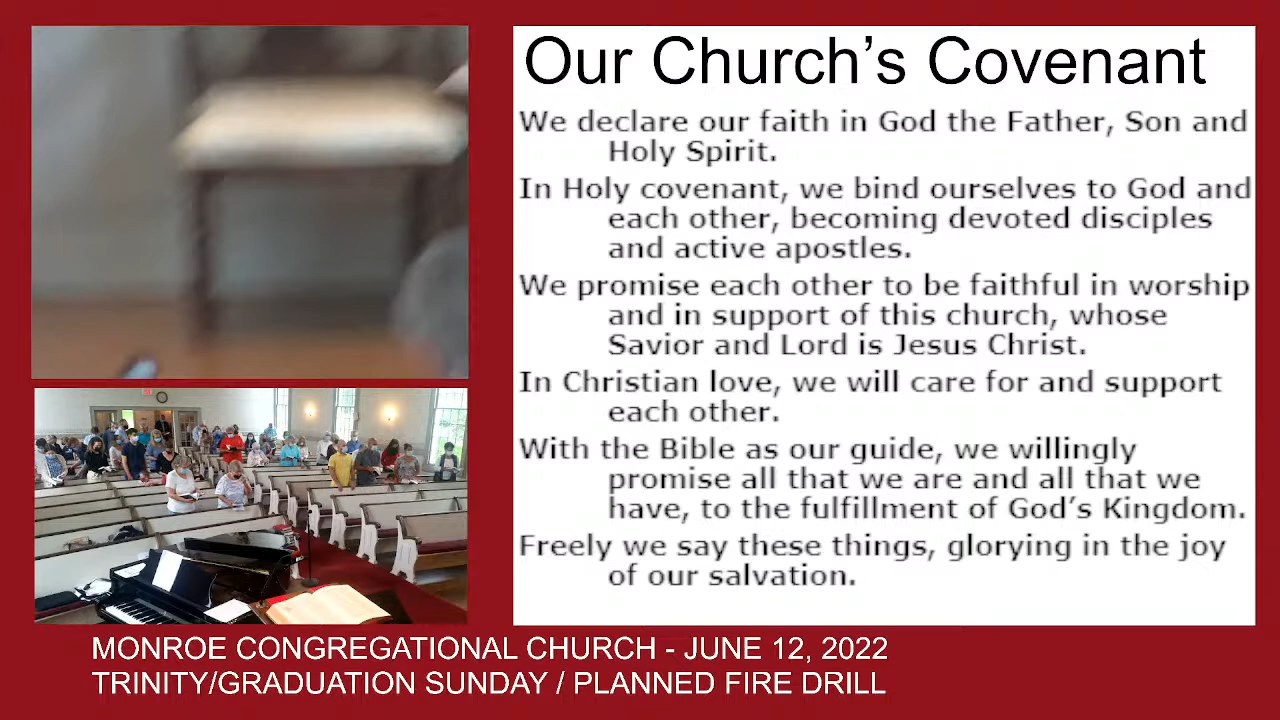 Our Church's Covenant
We declare our faith in God the Father, Son and
Holy Spirit.
In Holy covenant, we bind ourselves to God and
each other, becoming devoted disciples
and active apostles.
We promise each other to be faithful in worship
and in support of this church, whose
Savior and Lord is Jesus Christ.
In Christian love, we will care for and support
each other.
With the Bible as our guide, we willingly
promise all that we are and all that we
have, to the fulfillment of God's Kingdom.
Freely we say these things, glorying in the joy
of our salvation.
MONROE CONGREGATIONAL CHURCH - JUNE 12, 2022
TRINITY/GRADUATION SUNDAY / PLANNED FIRE DRILL